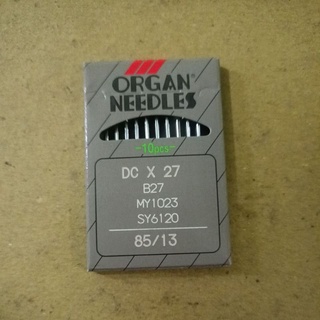 ORGAN®
NEEDLES
-10pcs-
DC X 27
B27
MY1023
SY6120
85/13